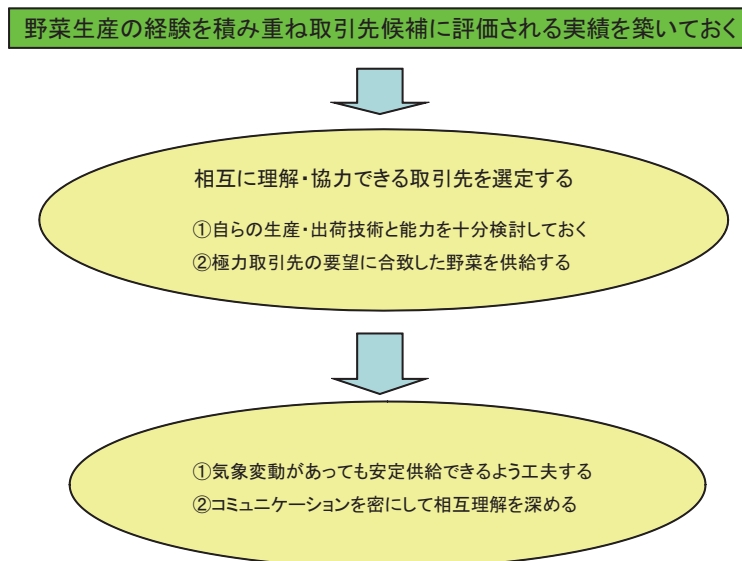 野菜生産の経験を積み重ね取引先候補に評価される実績を築いておく
相互に理解・協力できる取引先を選定する
①自らの生産・出荷技術と能力を十分検討しておく
②極力取引先の要望に合致した野菜を供給する
①気象変動があっても安定供給できるよう工夫する
②コミュニケーションを密にして相互理解を深める